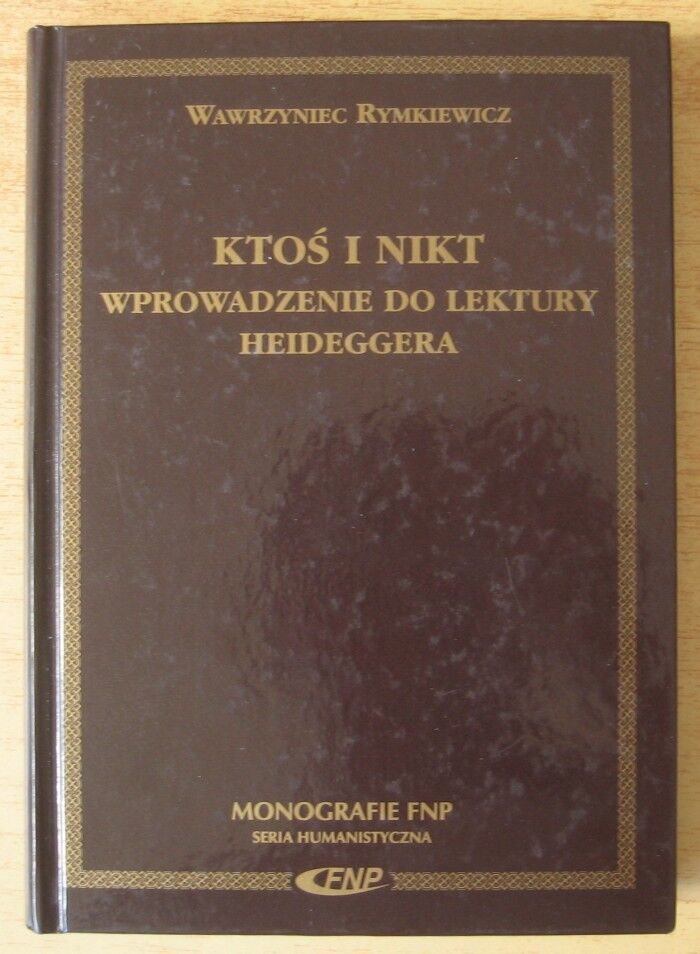 WAWRZYNIEC RYMKIEWICZ
KTOŚ I NIKT
WPROWADZENIE DO LEKTURY
HEIDEGGERA
MONOGRAFIE FNP
SERIA HUMANISTYCZNA
FNP